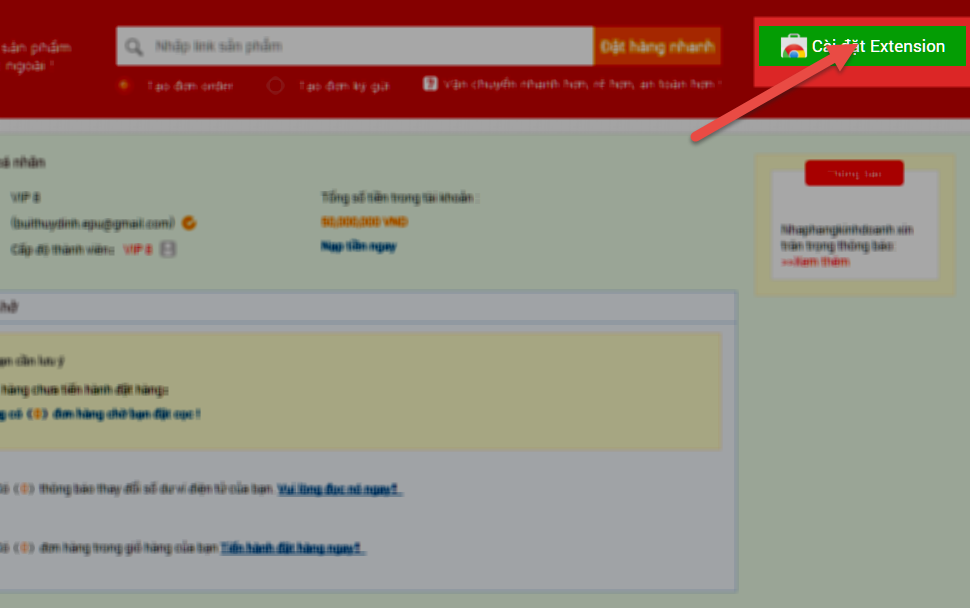 sản phẩm
ngoài
Nhập link sản phẩm
Đặt hàng nhanh
Cài đặt Extension
Tạo đơn order
Tạo đơn ký gửi
Vận chuyển nhanh hơn, rẻ hơn, an toàn hơn
cá nhân
VIP 8
(buithuydinh.epu@gmail.com)
Cấp độ thành viên: VIP 8
Tổng số tiền trong tài khoản :
50,000,000 VND
Nạp tiền ngay
Thông báo
Nhaphangkinhdoanh xin
trân trọng thông báo
>>Xem thêm
hờ
ạn cần lưu ý
hàng chưa tiến hành đặt hàng:
g có (0) đơn hàng chờ bạn đặt cọc !
(0) thông báo thay đổi số dư ví điện tử của bạn. Vui lòng đọc nó ngay!
(0) đơn hàng trong giỏ hàng của bạn Tiến hành đặt hàng ngay!